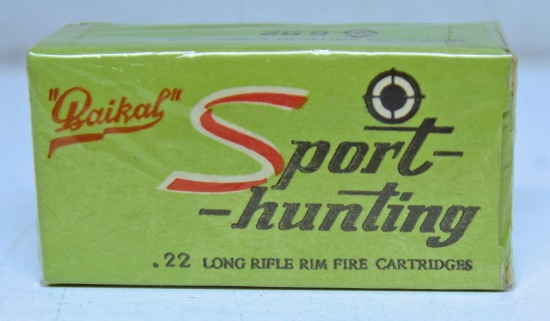 "Baikal"
Sport-
-hunting
.22 LONG RIFLE RIM FIRE CARTRIDGES